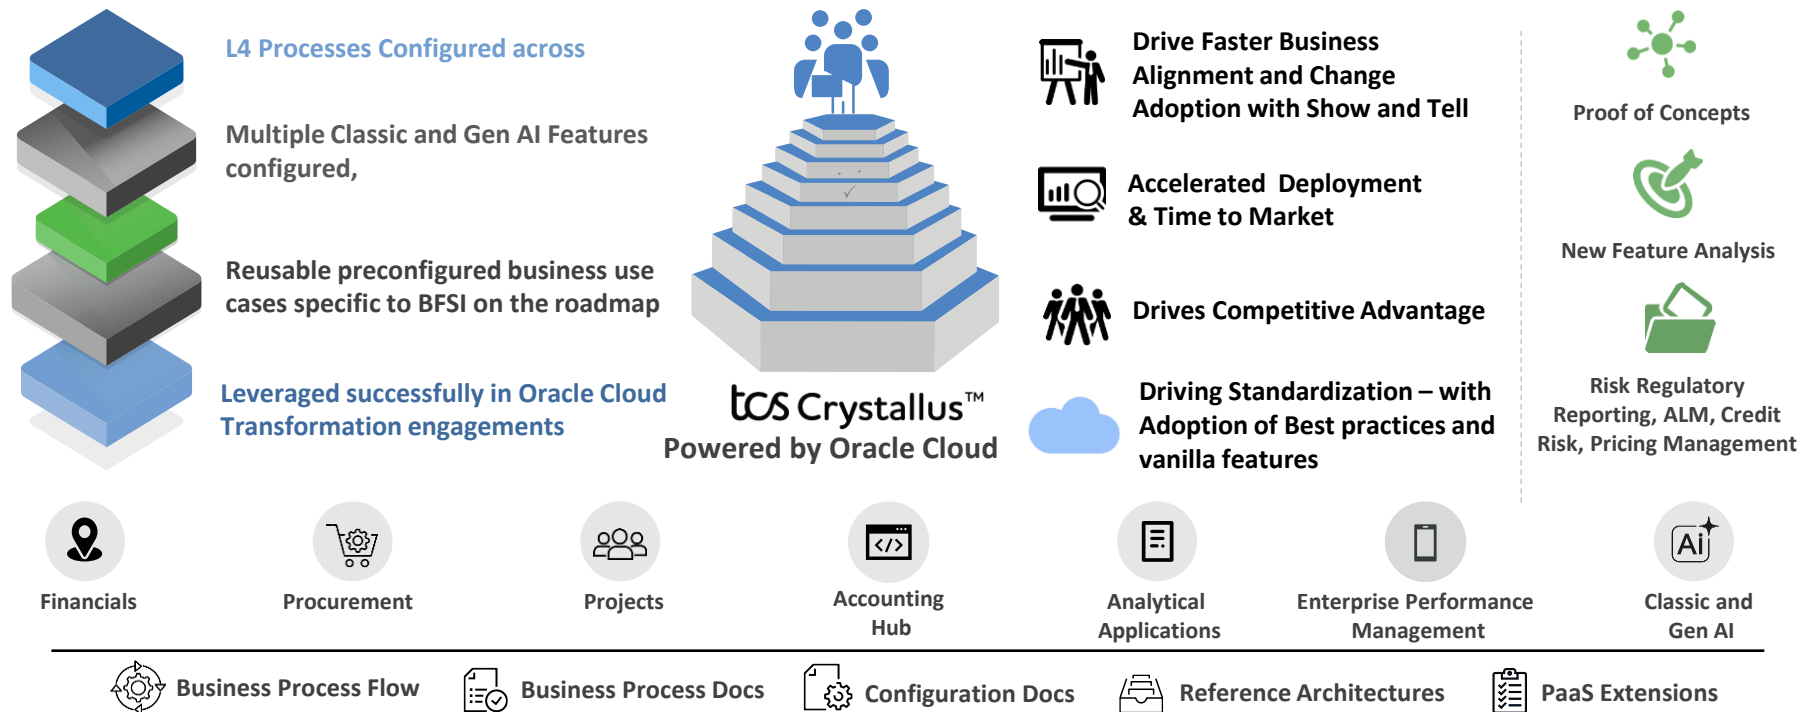 L4 Processes Configured across
Multiple Classic and Gen AI Features
configured,
Reusable preconfigured business use
cases specific to BFSI on the roadmap
Leveraged successfully in Oracle Cloud
Transformation engagements
tcs Crystallus™
Powered by Oracle Cloud
Drive Faster Business
Alignment and Change
Adoption with Show and Tell
Accelerated Deployment
& Time to Market
Drives Competitive Advantage
Driving Standardization – with
Adoption of Best practices and
vanilla features
Proof of Concepts
New Feature Analysis
Risk Regulatory
Reporting, ALM, Credit
Risk, Pricing Management
Financials
Procurement
Projects
</>
Accounting
Hub
Analytical
Applications
Enterprise Performance
Management
Ai
Classic and
Gen AI
Business Process Flow
Business Process Docs
Configuration Docs
Reference Architectures
PaaS Extensions